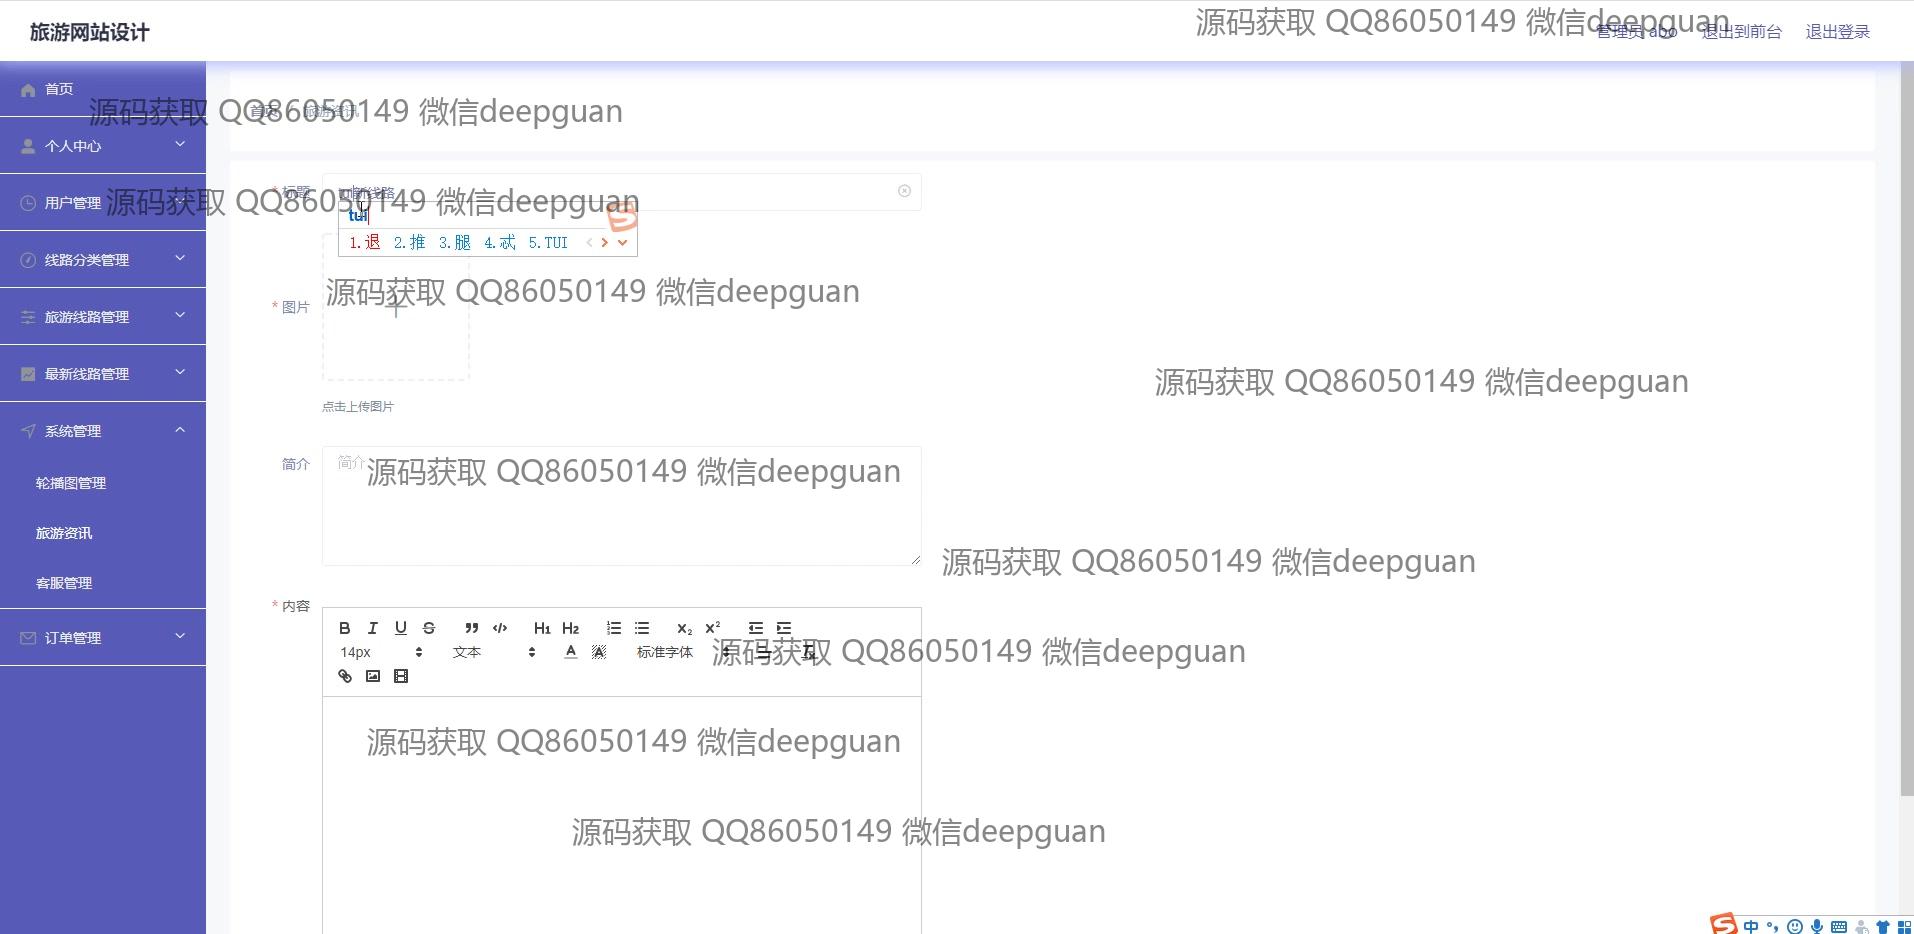 旅游网站设计
源码获取 QQ86050149 微信deepguan
管理员 abo 退出到前台 退出登录
首页
源码获取 QQ86050149 微信deepguan
首页 旅游资讯
个人中心
用户管理
源码获取 QQ86050149 微信deepguan
* 标题
新线路
tui
1.退 2.推 3.腿 4.忒 5.TUI
线路分类管理
旅游线路管理
最新线路管理
系统管理
轮播图管理
旅游资讯
客服管理
订单管理
* 图片
源码获取 QQ86050149 微信deepguan
点击上传图片
源码获取 QQ86050149 微信deepguan
简介
简介
源码获取 QQ86050149 微信deepguan
源码获取 QQ86050149 微信deepguan
* 内容
B I U S H1 H2 X2 X2
14px 文本 A A 标准字体
源码获取 QQ86050149 微信deepguan
源码获取 QQ86050149 微信deepguan
源码获取 QQ86050149 微信deepguan
中